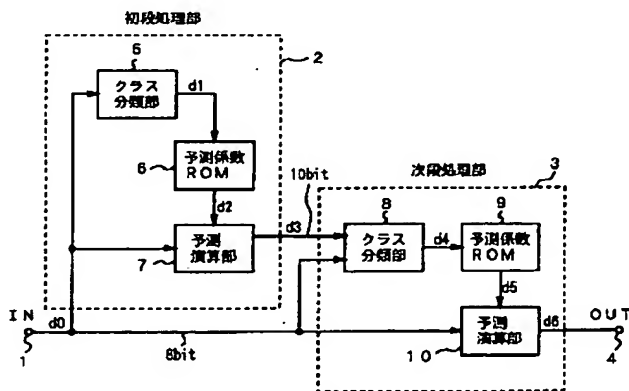 初段処理部
5
2
クラス
分類部
d1
予測係数
ROM
6
d2
10bit
次段処理部
3
予測
演算部
7
d3
8
クラス
分類部
d4
9
予測係数
ROM
d5
IN
d0
1
8bit
予測
演算部
10
d6
OUT
4